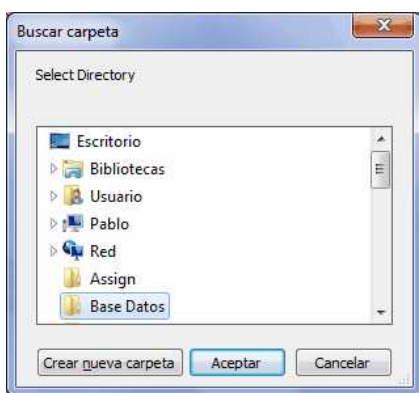 Buscar carpeta
Select Directory
Escritorio
Bibliotecas
Usuario
Pablo
Red
Assign
Base Datos
Crear nueva carpeta Aceptar Cancelar